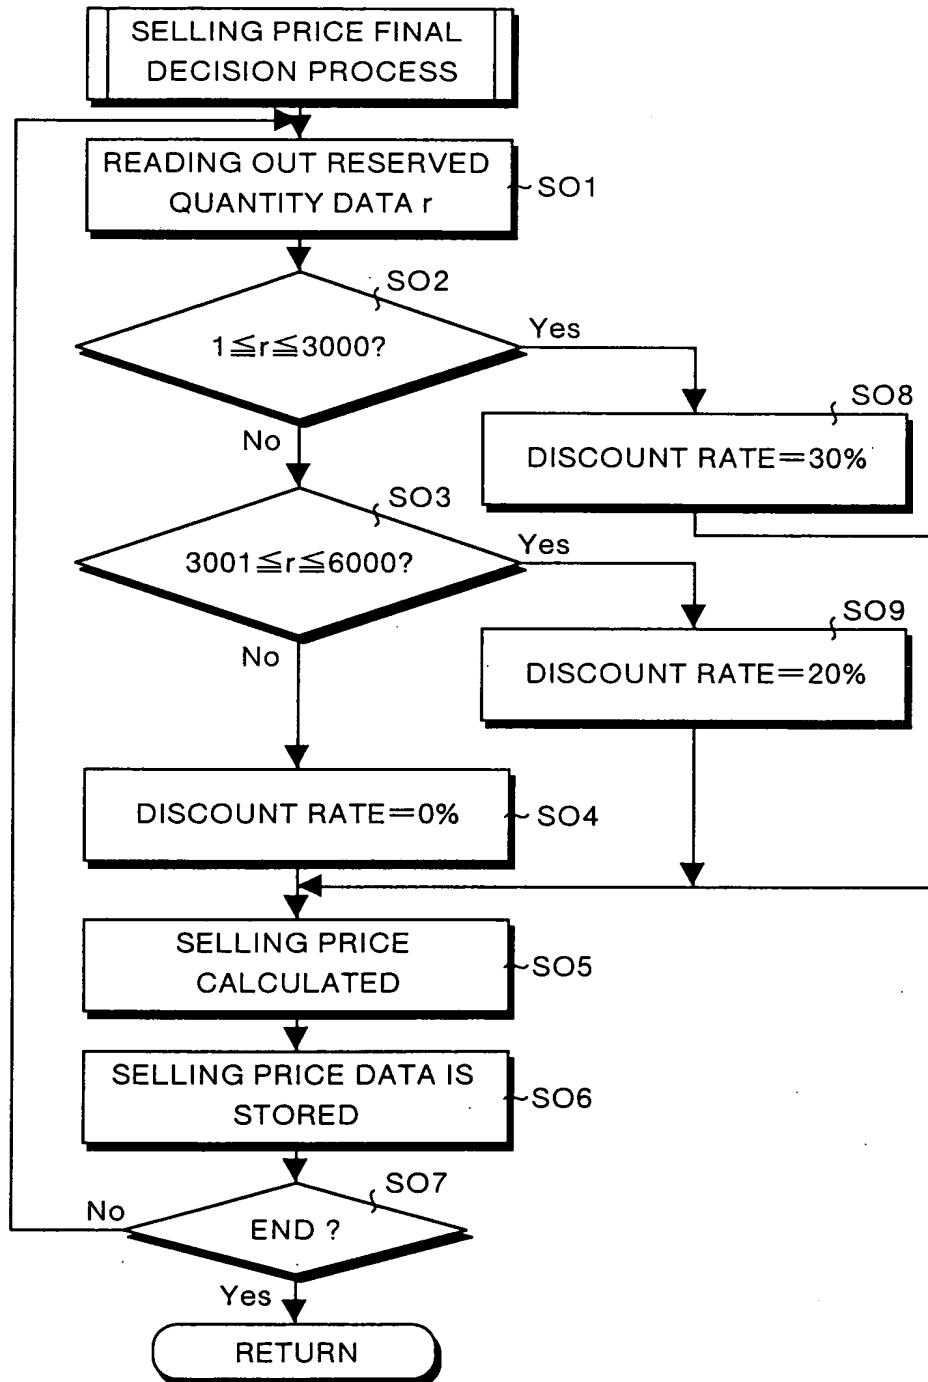 SELLING PRICE FINAL
DECISION PROCESS
READING OUT RESERVED
QUANTITY DATA r
SO1
SO2
1≦r≦3000?
Yes
No
SO8
DISCOUNT RATE=30%
SO3
3001≦r≦6000?
Yes
No
SO9
DISCOUNT RATE=20%
DISCOUNT RATE=0%
SO4
SELLING PRICE
CALCULATED
SO5
SELLING PRICE DATA IS
STORED
SO6
SO7
END ?
No
Yes
RETURN